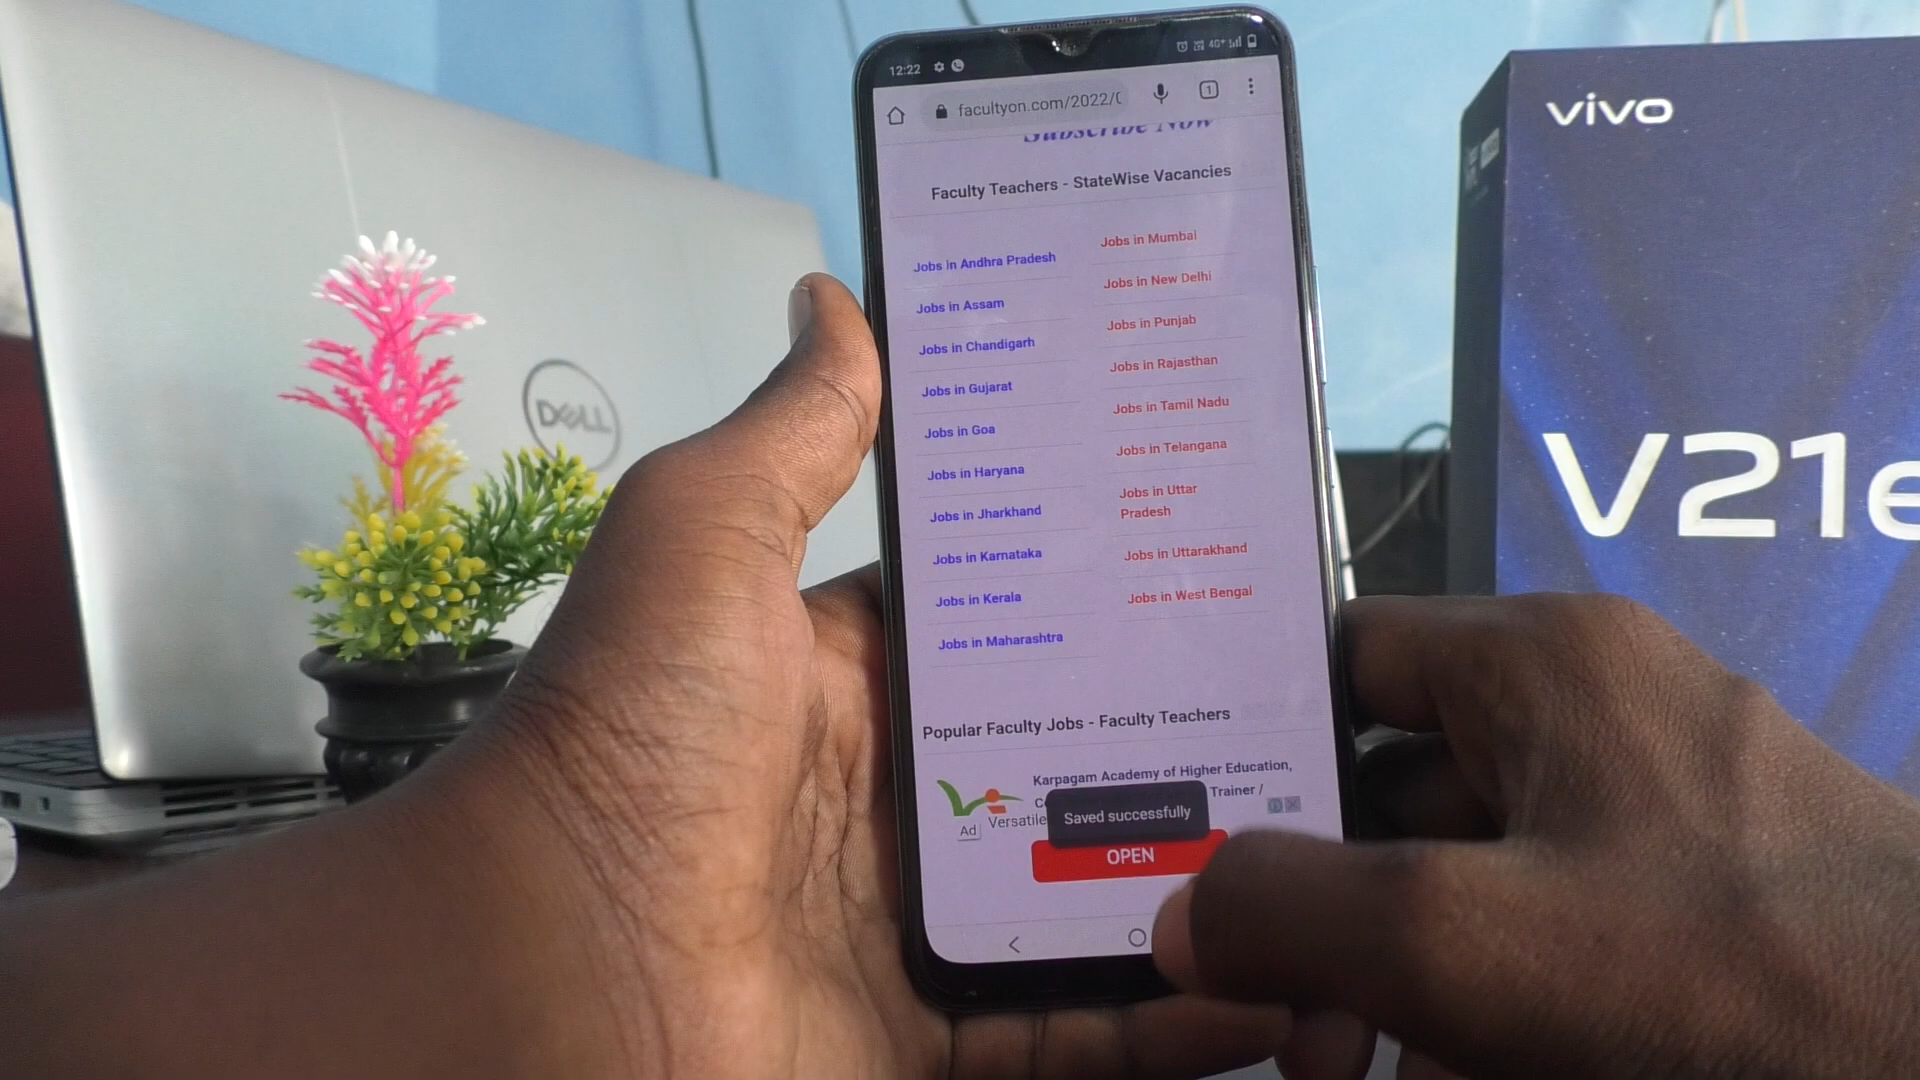 12:22
4G+
facultyon.com/2022/
1
Subscribe Now
Faculty Teachers - StateWise Vacancies
Jobs in Andhra Pradesh
Jobs in Assam
Jobs in Chandigarh
Jobs in Gujarat
Jobs in Goa
Jobs in Haryana
Jobs in Jharkhand
Jobs in Karnataka
Jobs in Kerala
Jobs in Maharashtra
Jobs in Mumbai
Jobs in New Delhi
Jobs in Punjab
Jobs in Rajasthan
Jobs in Tamil Nadu
Jobs in Telangana
Jobs in Uttar
Pradesh
Jobs in Uttarakhand
Jobs in West Bengal
Popular Faculty Jobs - Faculty Teachers
Karpagam Academy of Higher Education,
Trainer /
Ad Versatile
Saved successfully
OPEN
DELL
vivo
V21e